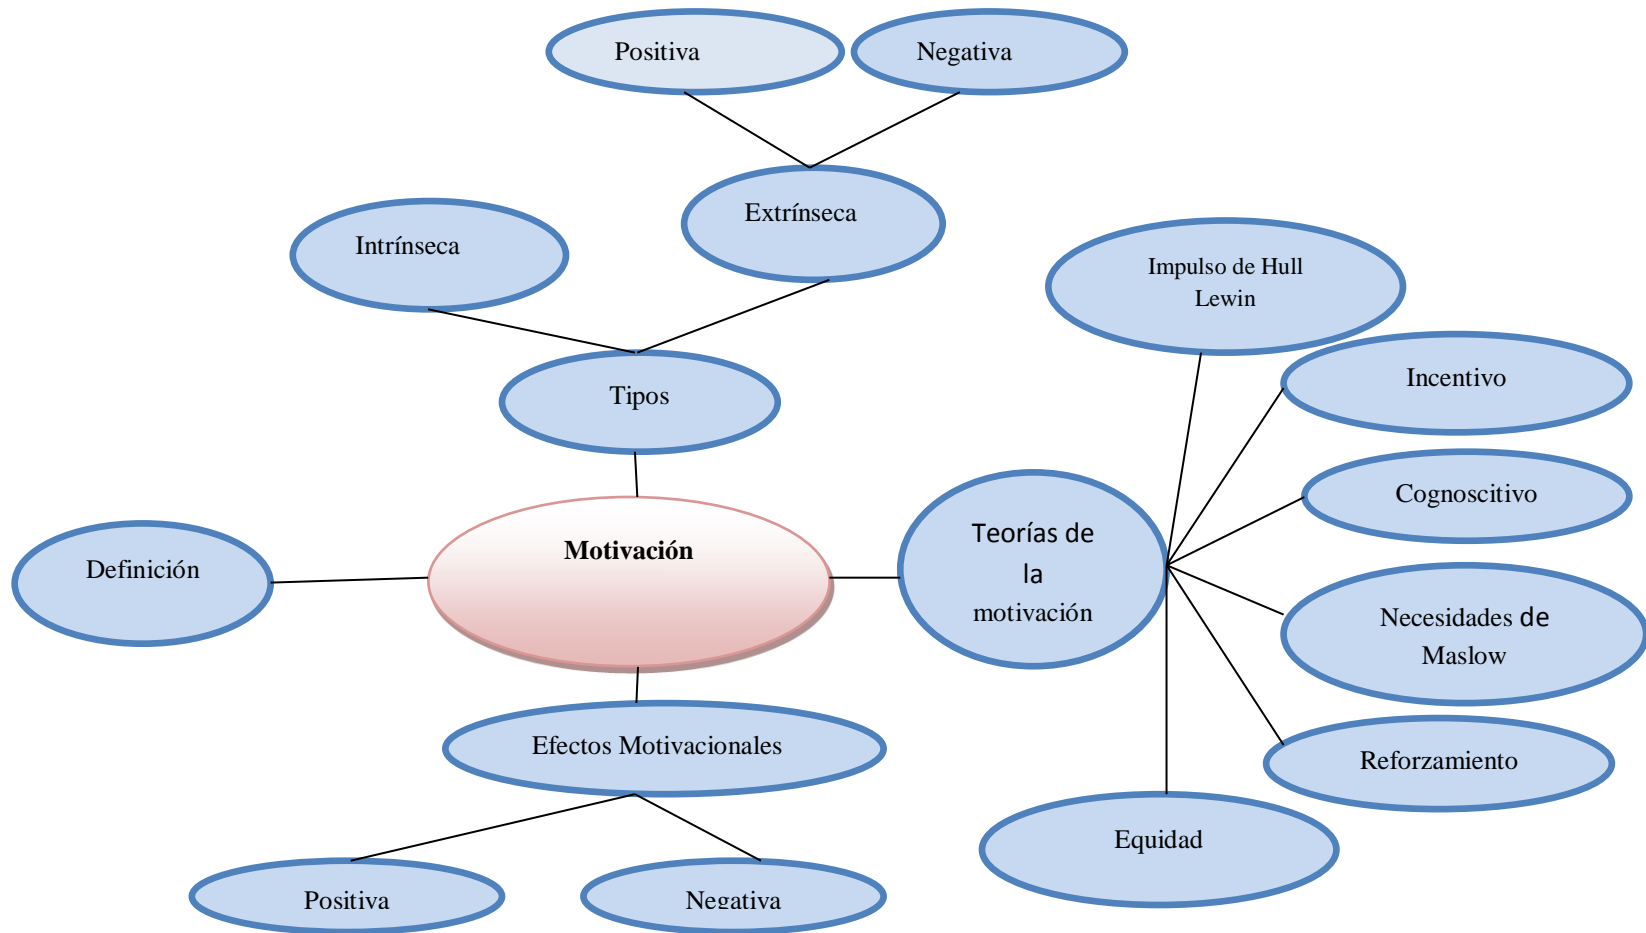 Positiva
Negativa
Extrínseca
Intrínseca
Impulso de Hull
Lewin
Incentivo
Tipos
Cognoscitivo
Teorías de
la
motivación
Motivación
Definición
Necesidades de
Maslow
Efectos Motivacionales
Reforzamiento
Equidad
Positiva
Negativa